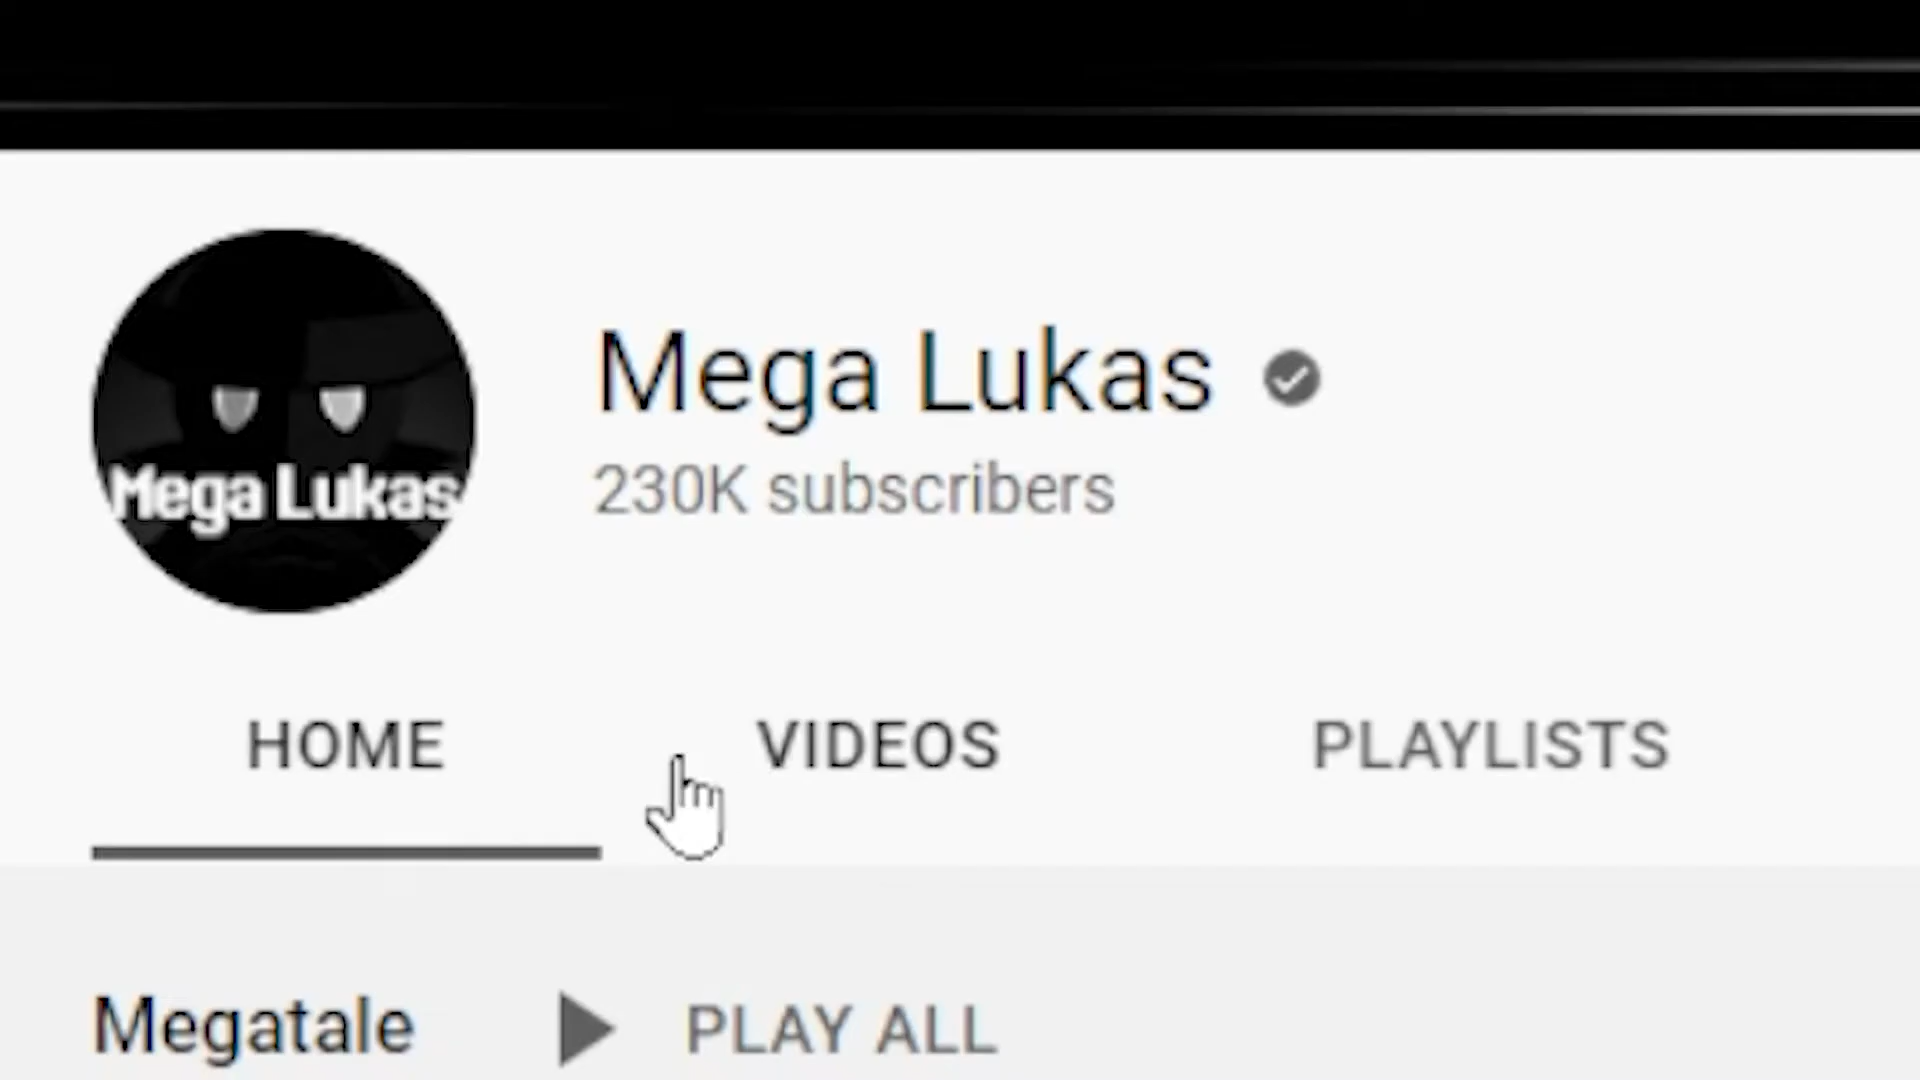 Mega Lukas
Mega Lukas
230K subscribers
HOME VIDEOS PLAYLISTS
Megatale PLAY ALL